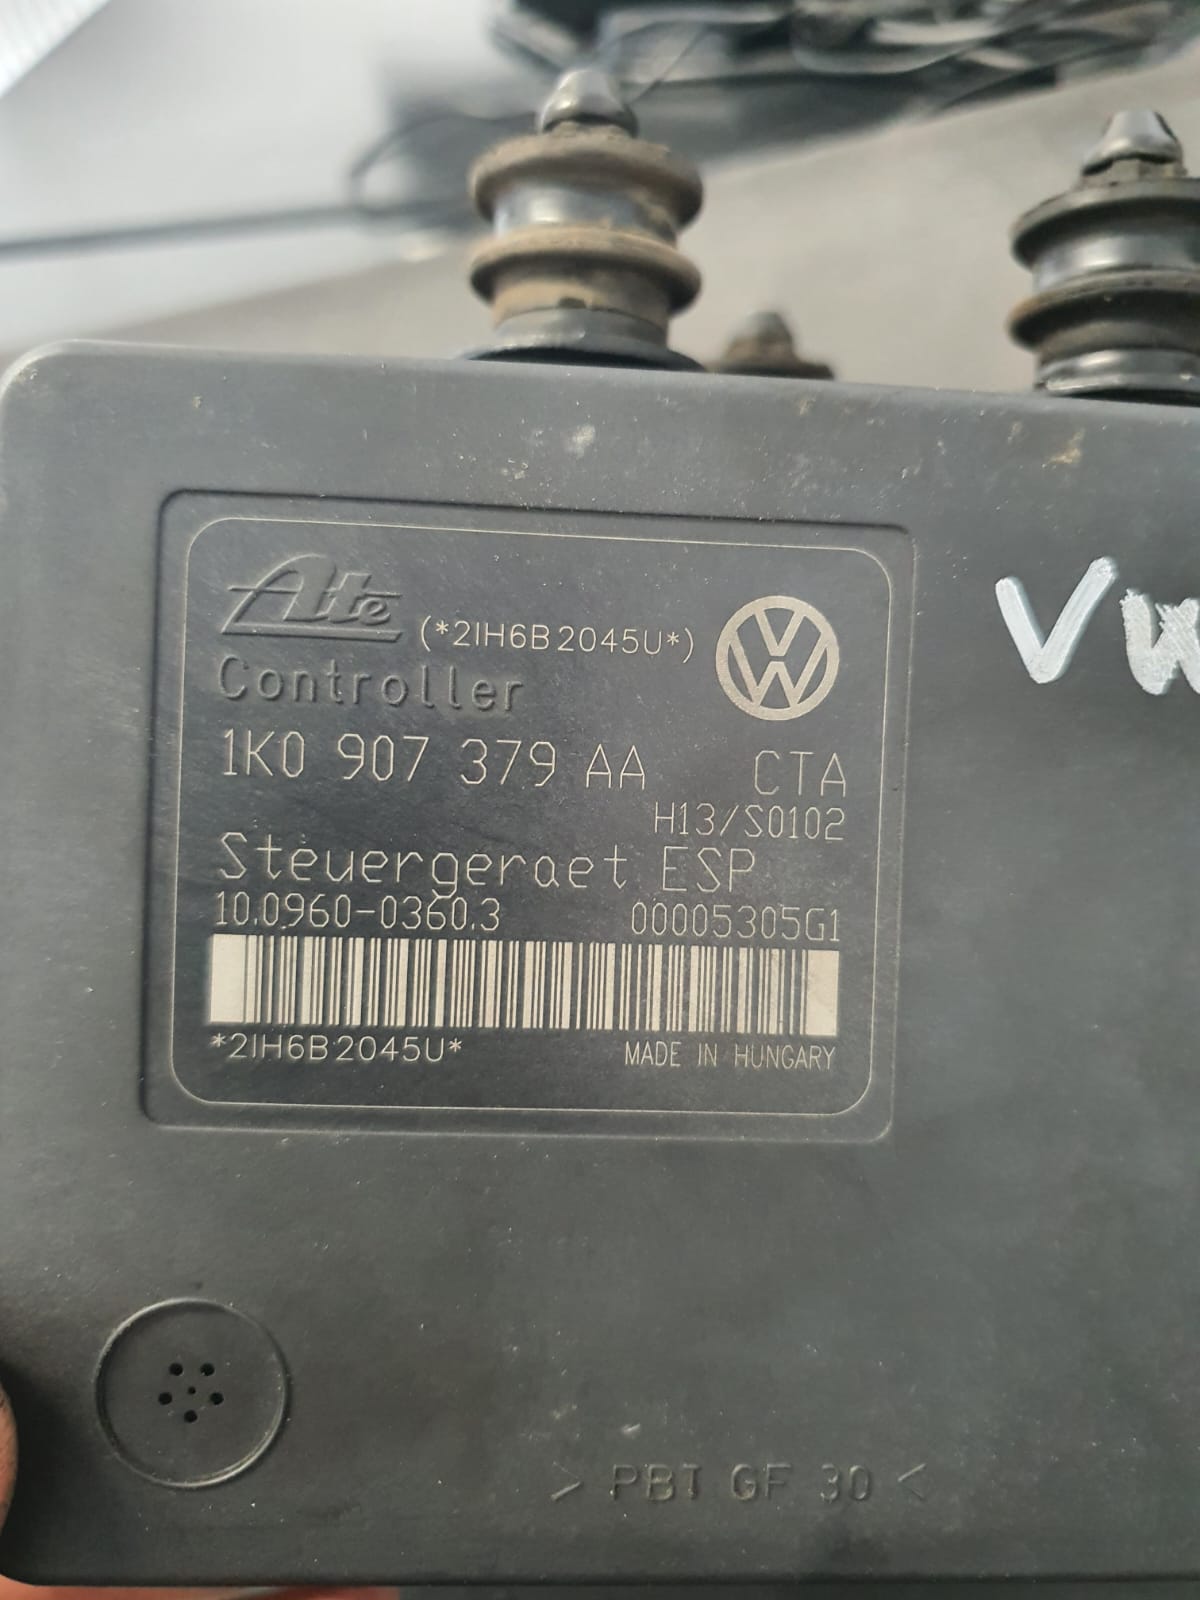 Ate (*2IH6B2045U*)
Controller
1K0 907 379 AA CTA
H13/S0102
Steuergeraet ESP
10.0960-0360.3 00005305G1
*2IH6B2045U* MADE IN HUNGARY
VW
> PBT GF 30 <